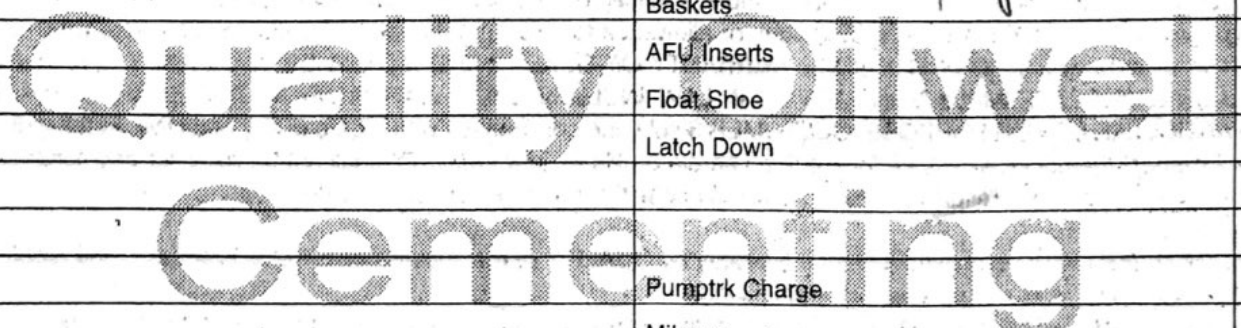 Baskets
AFU Inserts
Quality Oilwell
Float Shoe
Latch Down
Cementing
Pumptrk Charge